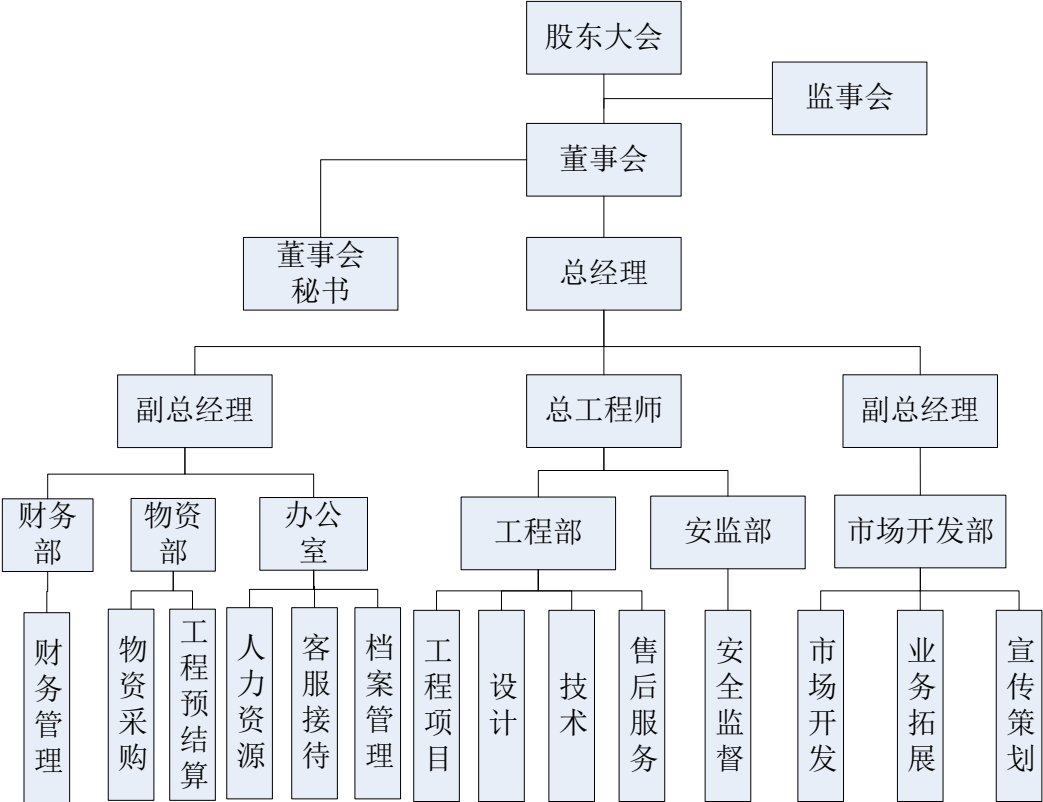 股东大会
监事会
董事会
董事会
秘书
总经理
副总经理
总工程师
副总经理
财务
部
物资
部
办公
室
工程部
安监部
市场开发部
财务管理
物资采购
工程预结算
人力资源
客服接待
档案管理
工程项目
设计
技术
售后服务
安全监督
市场开发
业务拓展
宣传策划